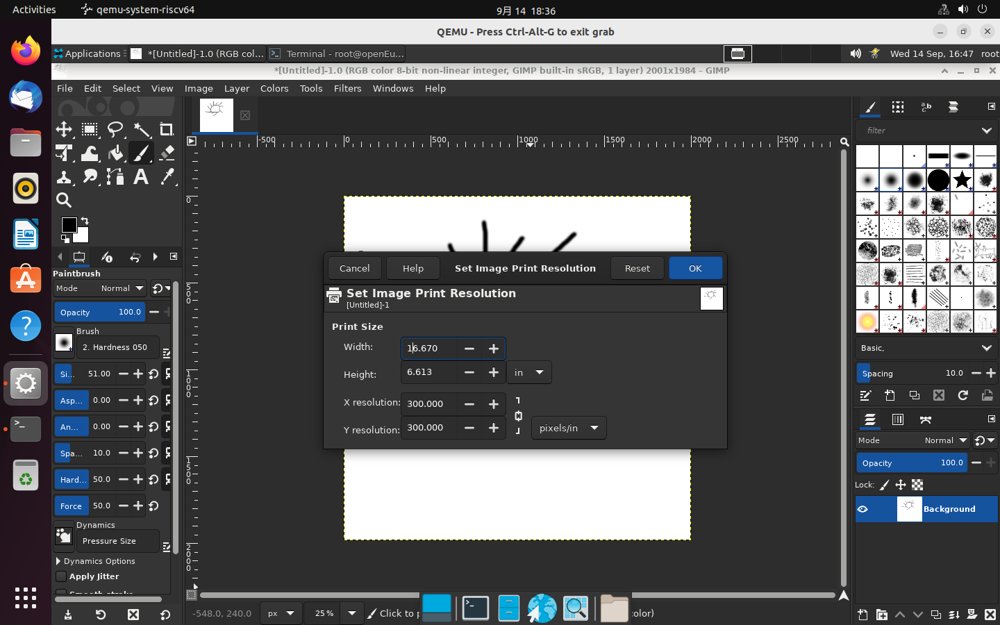 Activities
qemu-system-riscv64
9月 14 18:36
QEMU - Press Ctrl-Alt-G to exit grab
Applications
*[Untitled]-1.0 (RGB col...
Terminal - root@openEu...
Wed 14 Sep, 16:47
root
*[Untitled]-1.0 (RGB color 8-bit non-linear integer, GIMP built-in sRGB, 1 layer) 2001x1984 – GIMP
File Edit Select View Image Layer Colors Tools Filters Windows Help
-500 0 500 1000 1500 2000 2500
0
500
1000
1500
2000
Paintbrush
Mode Normal
Opacity 100.0
Brush
2. Hardness 050
Si... 51.00
Asp... 0.00
An... 0.00
Spa... 10.0
Hard... 50.0
Force 50.0
Dynamics
Pressure Size
Dynamics Options
Apply Jitter
Cancel
Help
Set Image Print Resolution
Reset
OK
Set Image Print Resolution
[Untitled]-1
Print Size
Width: 16.670
Height: 6.613 in
X resolution: 300.000
Y resolution: 300.000 pixels/in
filter
Basic,
Spacing 10.0
Mode Normal
Opacity 100.0
Lock:
Background
-548.0, 240.0
px
25 %
Click to p
olor)